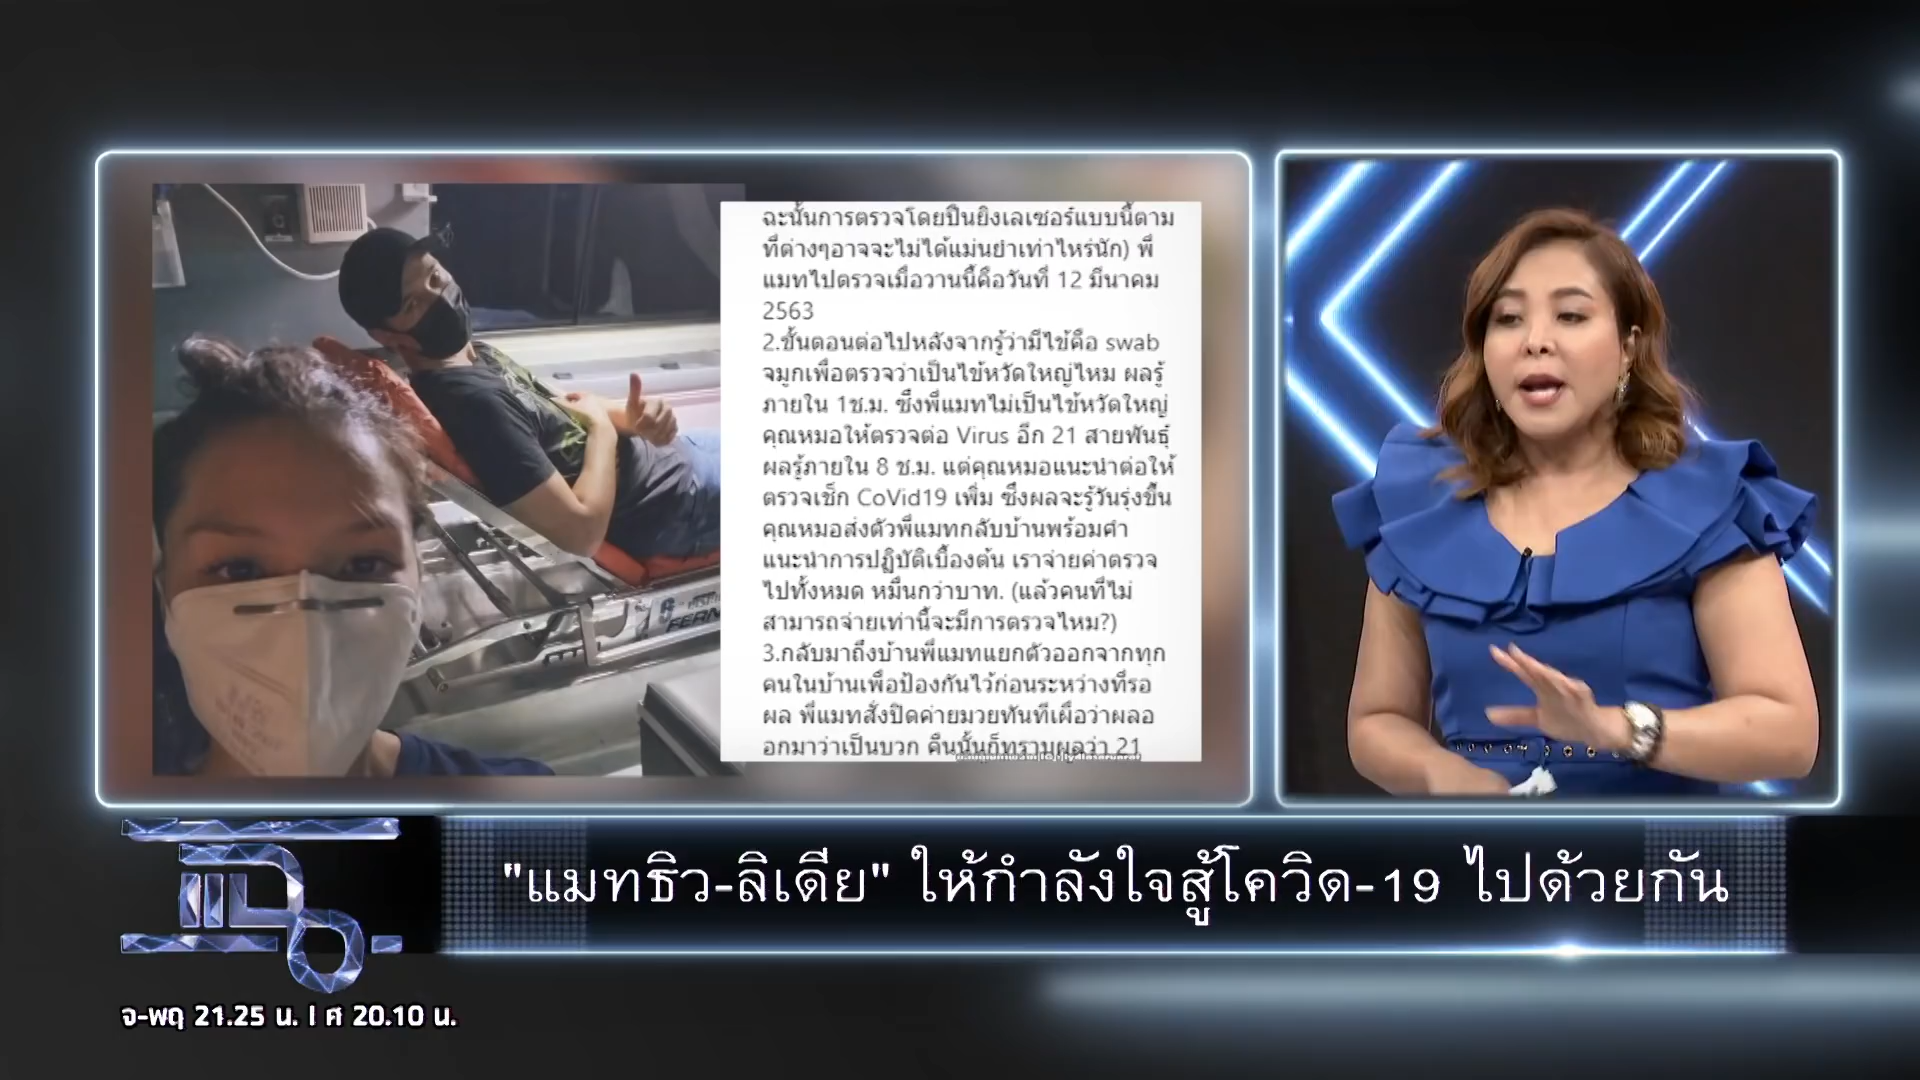 ฉะนั้นการตรวจโดยปืนยิงเลเซอร์แบบนี้ตาม
ที่ต่างๆอาจจะไม่ได้แม่นยำเท่าไหร่นัก) พี่
แมทไปตรวจเมื่อวานนี้คือวันที่ 12 มีนาคม
2563
2.ขั้นตอนต่อไปหลังจากรู้ว่ามีไข้คือ swab
จมูกเพื่อตรวจว่าเป็นไข้หวัดใหญ่ไหม ผลรู้
ภายใน 1ช.ม. ซึ่งพี่แมทไม่เป็นไข้หวัดใหญ่
คุณหมอให้ตรวจต่อ Virus อีก 21 สายพันธุ์
ผลรู้ภายใน 8 ช.ม. แต่คุณหมอแนะนำต่อให้
ตรวจเช็ก CoVid19 เพิ่ม ซึ่งผลจะรู้วันรุ่งขึ้น
คุณหมอส่งตัวพี่แมทกลับบ้านพร้อมคำ
แนะนำการปฏิบัติเบื้องต้น เราจ่ายค่าตรวจ
ไปทั้งหมด หมื่นกว่าบาท. (แล้วคนที่ไม่
สามารถจ่ายเท่านี้จะมีการตรวจไหม?)
3.กลับมาถึงบ้านพี่แมทแยกตัวออกจากทุก
คนในบ้านเพื่อป้องกันไว้ก่อนระหว่างที่รอ
ผล พี่แมทสั่งปิดค่ายมวยทันทีเผื่อว่าผลอ
อกมาว่าเป็นบวก คืนนั้นก็ทราบผลว่า 21
"แมทธิว-ลิเดีย" ให้กำลังใจสู้โควิด-19 ไปด้วยกัน
แฉ
จ-พฤ 21.25 น. | ศ 20.10 น.